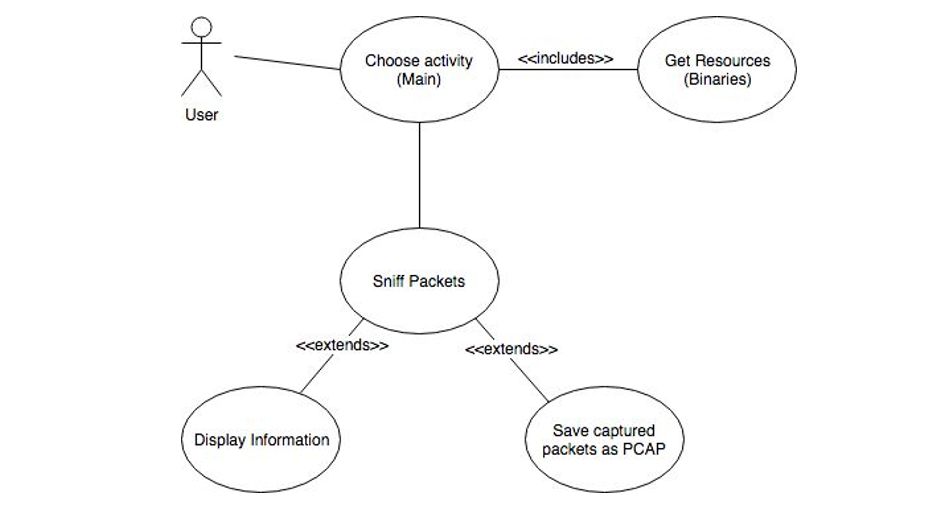 Choose activity
(Main)
<<includes>>
Get Resources
(Binaries)
User
Sniff Packets
<<extends>>
<<extends>>
Display Information
Save captured
packets as PCAP